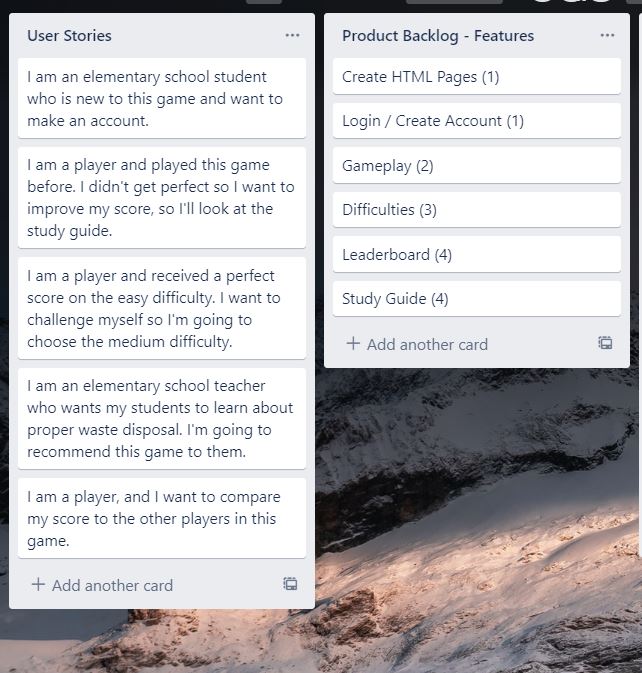 User Stories
I am an elementary school student
who is new to this game and want to
make an account.
I am a player and played this game
before. I didn't get perfect so I want to
improve my score, so I'll look at the
study guide.
I am a player and received a perfect
score on the easy difficulty. I want to
challenge myself so I'm going to
choose the medium difficulty.
I am an elementary school teacher
who wants my students to learn about
proper waste disposal. I'm going to
recommend this game to them.
I am a player, and I want to compare
my score to the other players in this
game.
+ Add another card
Product Backlog - Features
Create HTML Pages (1)
Login / Create Account (1)
Gameplay (2)
Difficulties (3)
Leaderboard (4)
Study Guide (4)
+ Add another card